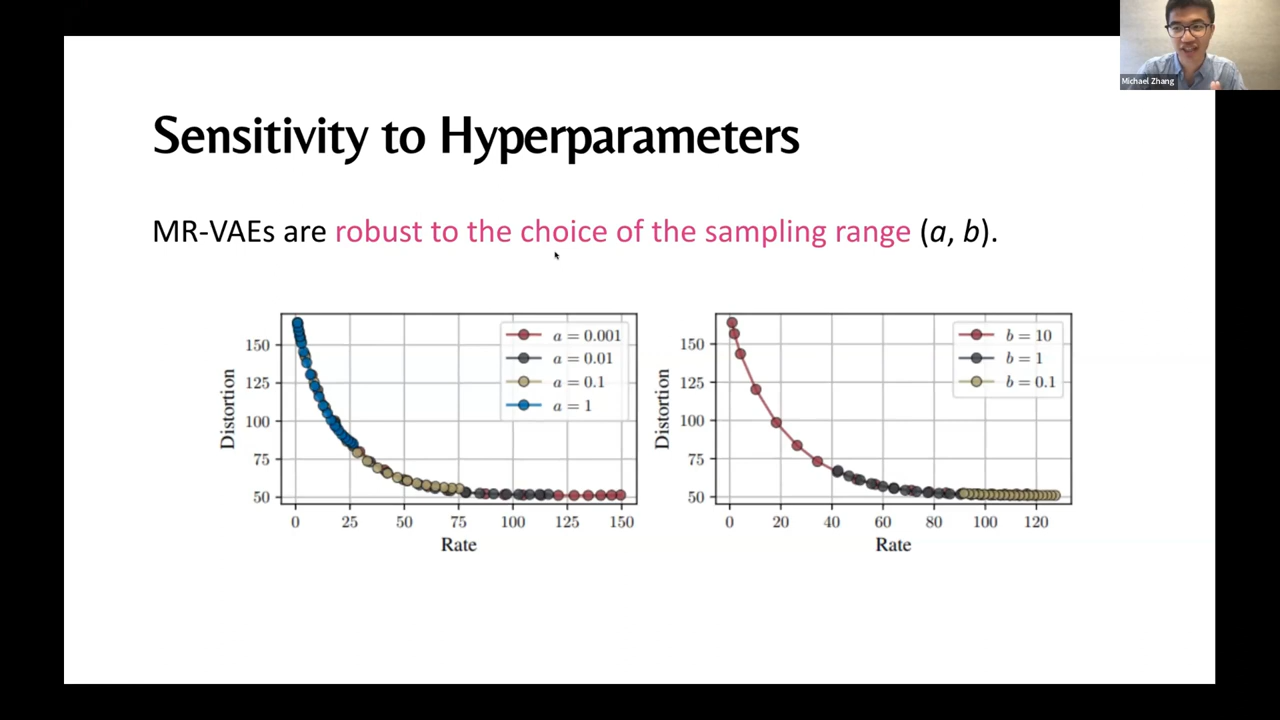 Michael Zhang
Sensitivity to Hyperparameters
MR-VAEs are robust to the choice of the sampling range (a, b).
Distortion
150
125
100
75
50
a = 0.001
a = 0.01
a = 0.1
a = 1
0 25 50 75 100 125 150
Rate
Distortion
150
125
100
75
50
b = 10
b = 1
b = 0.1
0 20 40 60 80 100 120
Rate